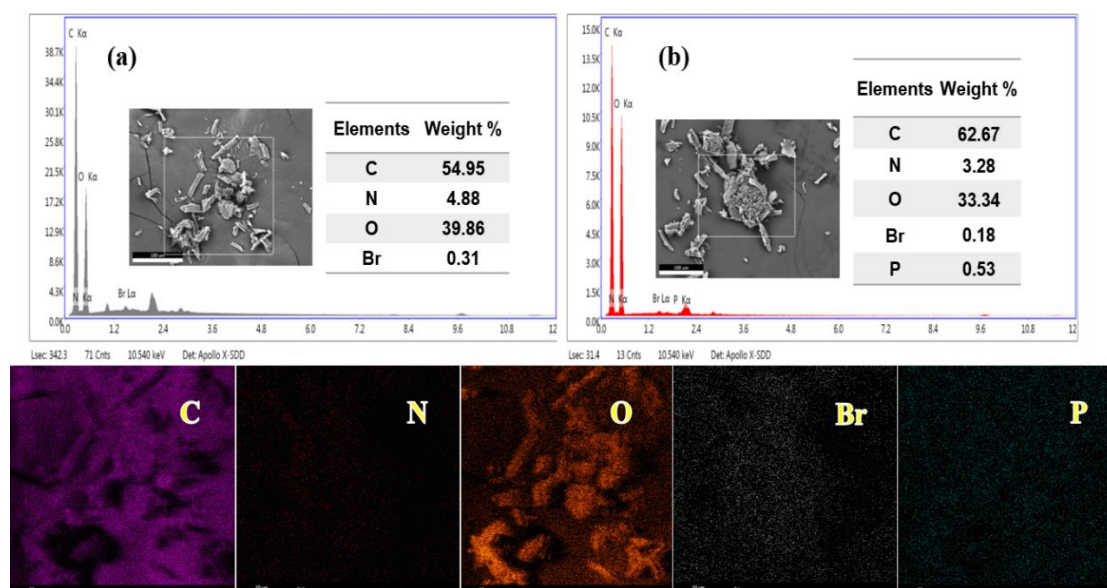 (a)
C Kα
38.7K
34.4K
30.1K
25.8K
21.5K
17.2K
12.9K
8.6K
4.3K
0.0K
O Kα
N Kα
Br Lα
0.0 1.2 2.4 3.6 4.8 6.0 7.2 8.4 9.6 10.8 12
Lsec: 342.3 71 Cnts 10.540 keV Det: Apollo X-SDD
Elements Weight %
C 54.95
N 4.88
O 39.86
Br 0.31
(b)
C Kα
15.0K
13.5K
12.0K
10.5K
9.0K
7.5K
6.0K
4.5K
3.0K
1.5K
0.0K
O Kα
N Kα
Br Lα P Kα
0.0 1.2 2.4 3.6 4.8 6.0 7.2 8.4 9.6 10.8 12
Lsec: 31.4 13 Cnts 10.540 keV Det: Apollo X-SDD
Elements Weight %
C 62.67
N 3.28
O 33.34
Br 0.18
P 0.53
C
N
O
Br
P